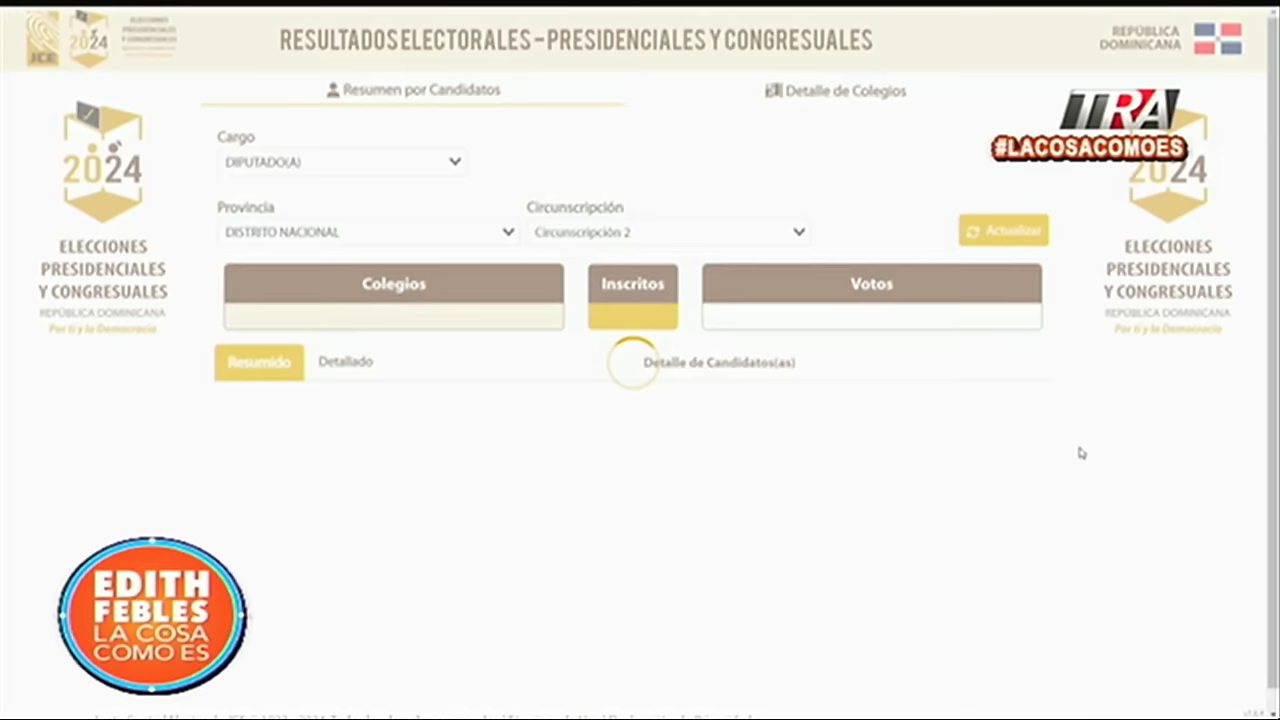 JCE
2024
ELECCIONES
PRESIDENCIALES
Y CONGRESUALES
RESULTADOS ELECTORALES – PRESIDENCIALES Y CONGRESUALES
REPÚBLICA
DOMINICANA
Resumen por Candidatos
Detalle de Colegios
TRA
#LACOSACOMOES
2024
ELECCIONES
PRESIDENCIALES
Y CONGRESUALES
REPÚBLICA DOMINICANA
Por ti y la Democracia
Cargo
DIPUTADO(A)
Provincia
Circunscripción
DISTRITO NACIONAL
Circunscripción 2
Actualizar
2024
ELECCIONES
PRESIDENCIALES
Y CONGRESUALES
REPÚBLICA DOMINICANA
Por ti y la Democracia
Colegios
Inscritos
Votos
Resumido
Detallado
Detalle de Candidatos(as)
EDITH
FEBLES
LA COSA
COMO ES